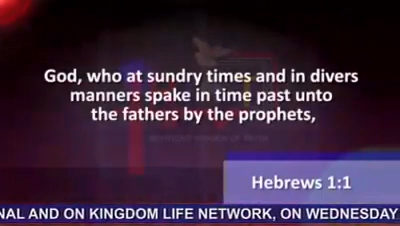 God, who at sundry times and in divers
manners spake in time past unto
the fathers by the prophets,
Hebrews 1:1
NAL AND ON KINGDOM LIFE NETWORK, ON WEDNESDAY